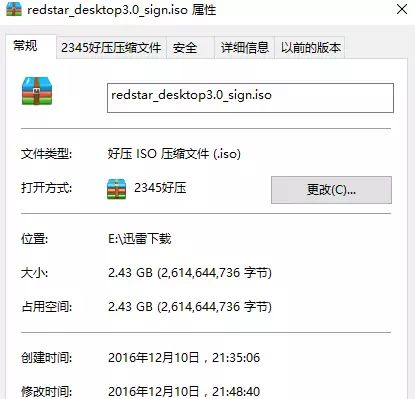 redstar_desktop3.0_sign.iso 属性
常规 2345好压压缩文件 安全 详细信息 以前的版本
redstar_desktop3.0_sign.iso
文件类型: 好压 ISO 压缩文件 (.iso)
打开方式: 2345好压 更改(C)...
位置: E:\迅雷下载
大小: 2.43 GB (2,614,644,736 字节)
占用空间: 2.43 GB (2,614,644,736 字节)
创建时间: 2016年12月10日，21:35:06
修改时间: 2016年12月10日，21:48:40